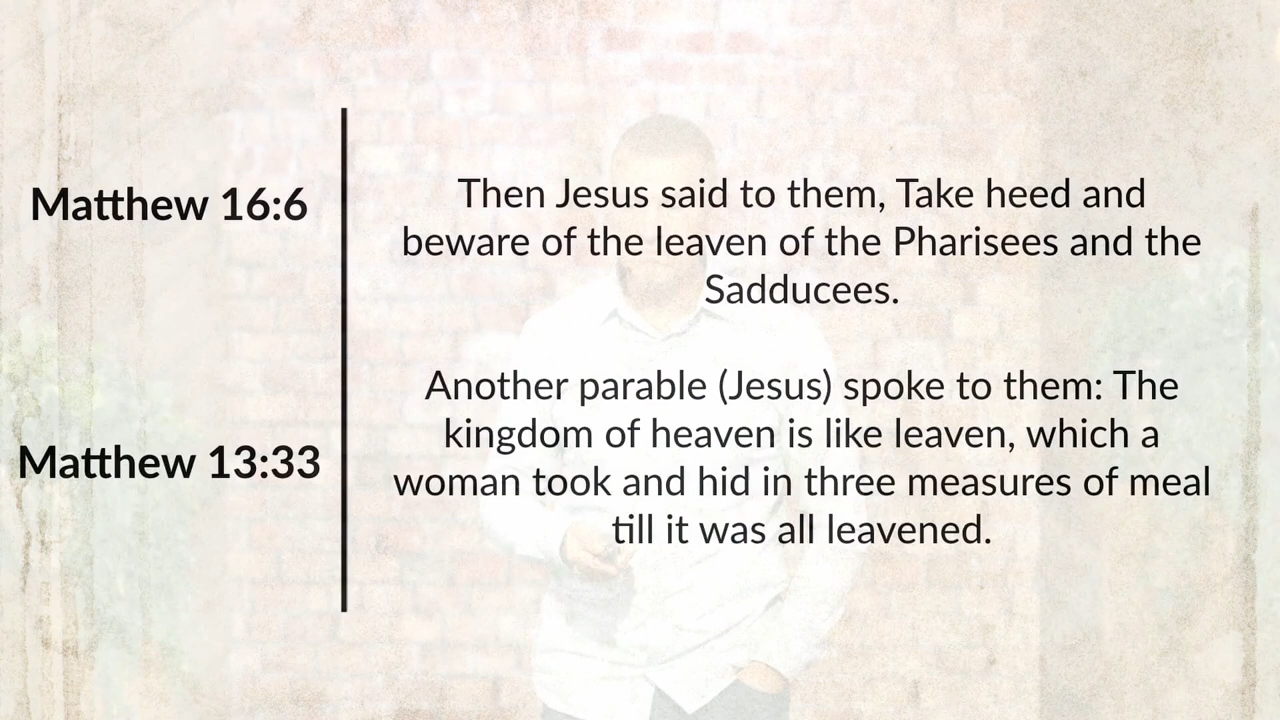 Matthew 16:6
Then Jesus said to them, Take heed and
beware of the leaven of the Pharisees and the
Sadducees.
Matthew 13:33
Another parable (Jesus) spoke to them: The
kingdom of heaven is like leaven, which a
woman took and hid in three measures of meal
till it was all leavened.